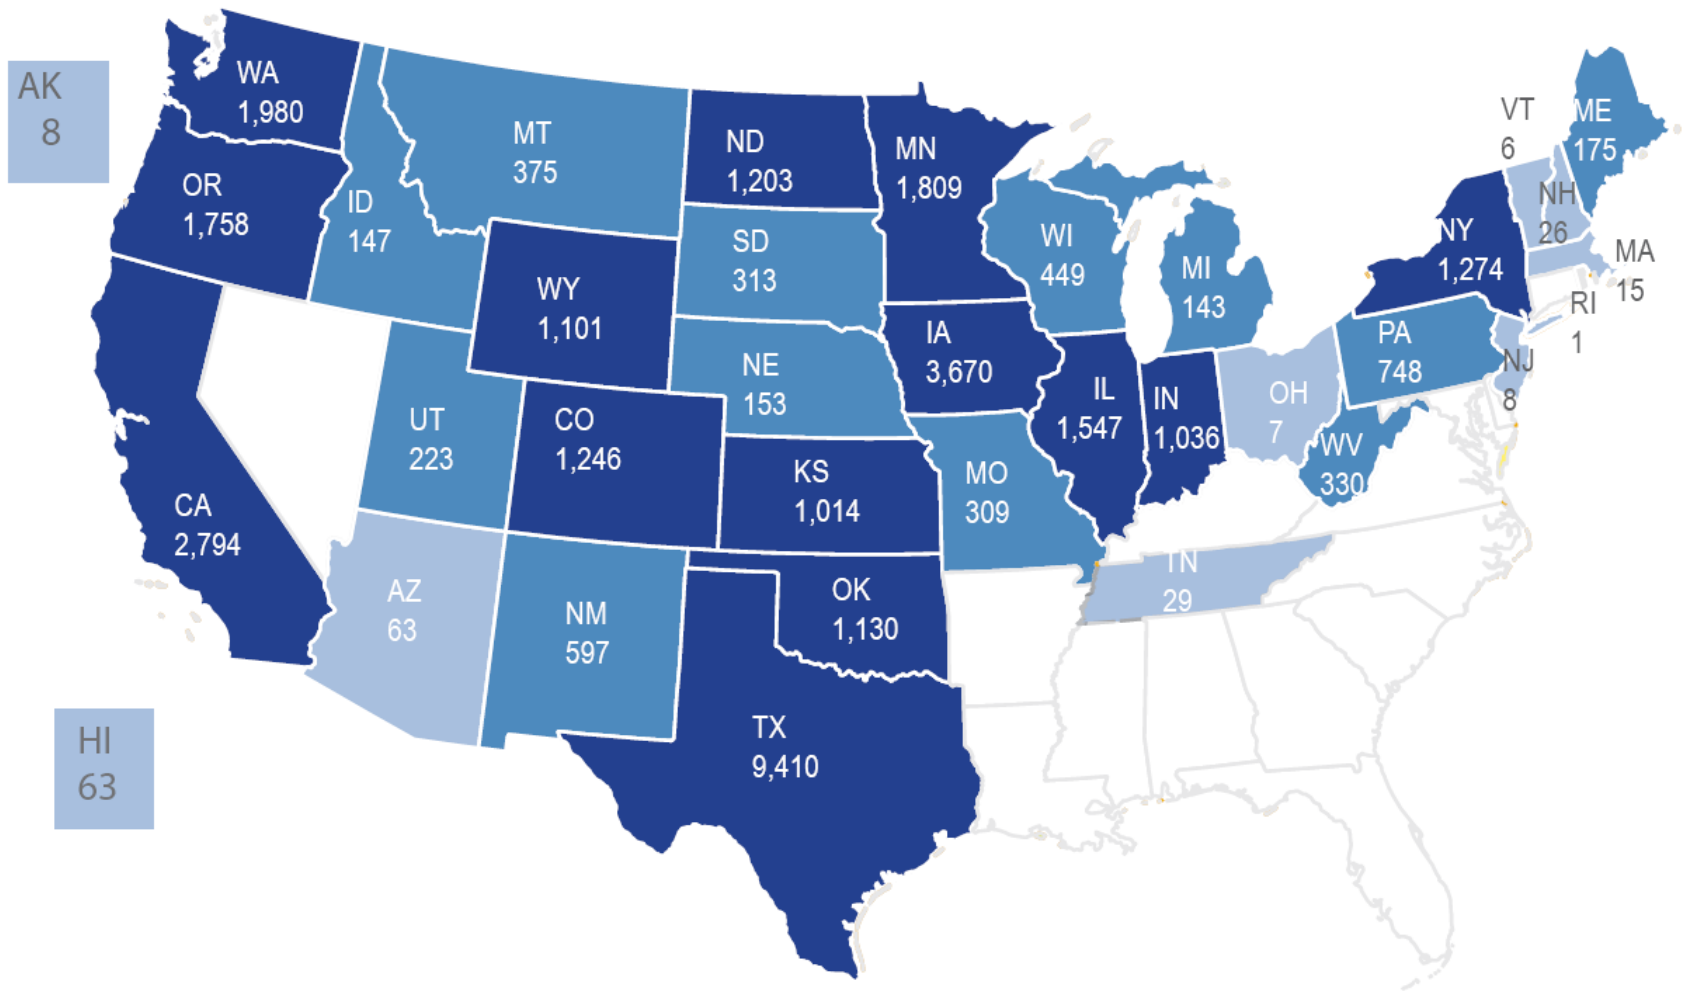 AK
8
WA
1,980
OR
1,758
ID
147
MT
375
ND
1,203
MN
1,809
SD
313
WY
1,101
WI
449
MI
143
VT
6
NH
26
ME
175
MA
15
RI
1
NY
1,274
PA
748
NJ
8
NE
153
IA
3,670
IL
1,547
IN
1,036
OH
7
WV
330
UT
223
CO
1,246
KS
1,014
MO
309
CA
2,794
AZ
63
NM
597
OK
1,130
TN
29
TX
9,410
HI
63